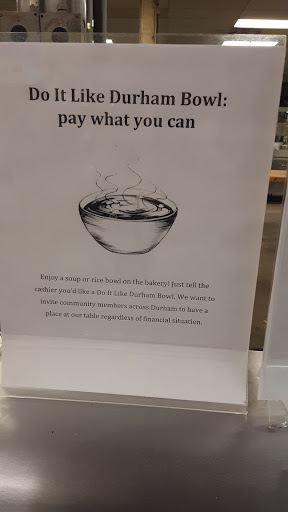 Do It Like Durham Bowl:
pay what you can
Enjoy a soup or rice bowl on the bakery! Just tell the
cashier you'd like a Do It Like Durham Bowl. We want to
invite community members across Durham to have a
place at our table regardless of financial situation.